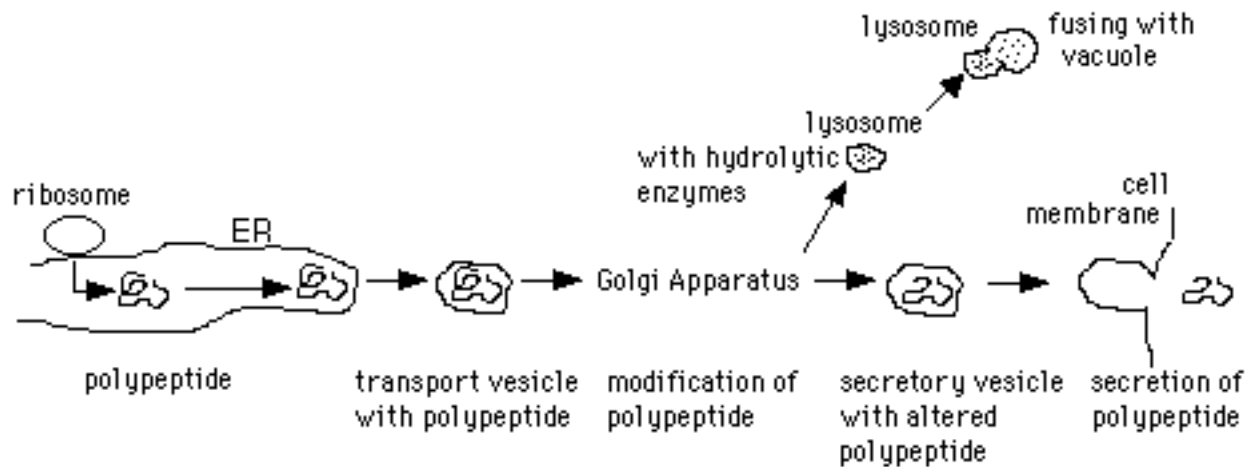 lysosome
fusing with
vacuole
lysosome
with hydrolytic
enzymes
ribosome
ER
cell
membrane
Golgi Apparatus
polypeptide
transport vesicle
with polypeptide
modification of
polypeptide
secretory vesicle
with altered
polypeptide
secretion of
polypeptide